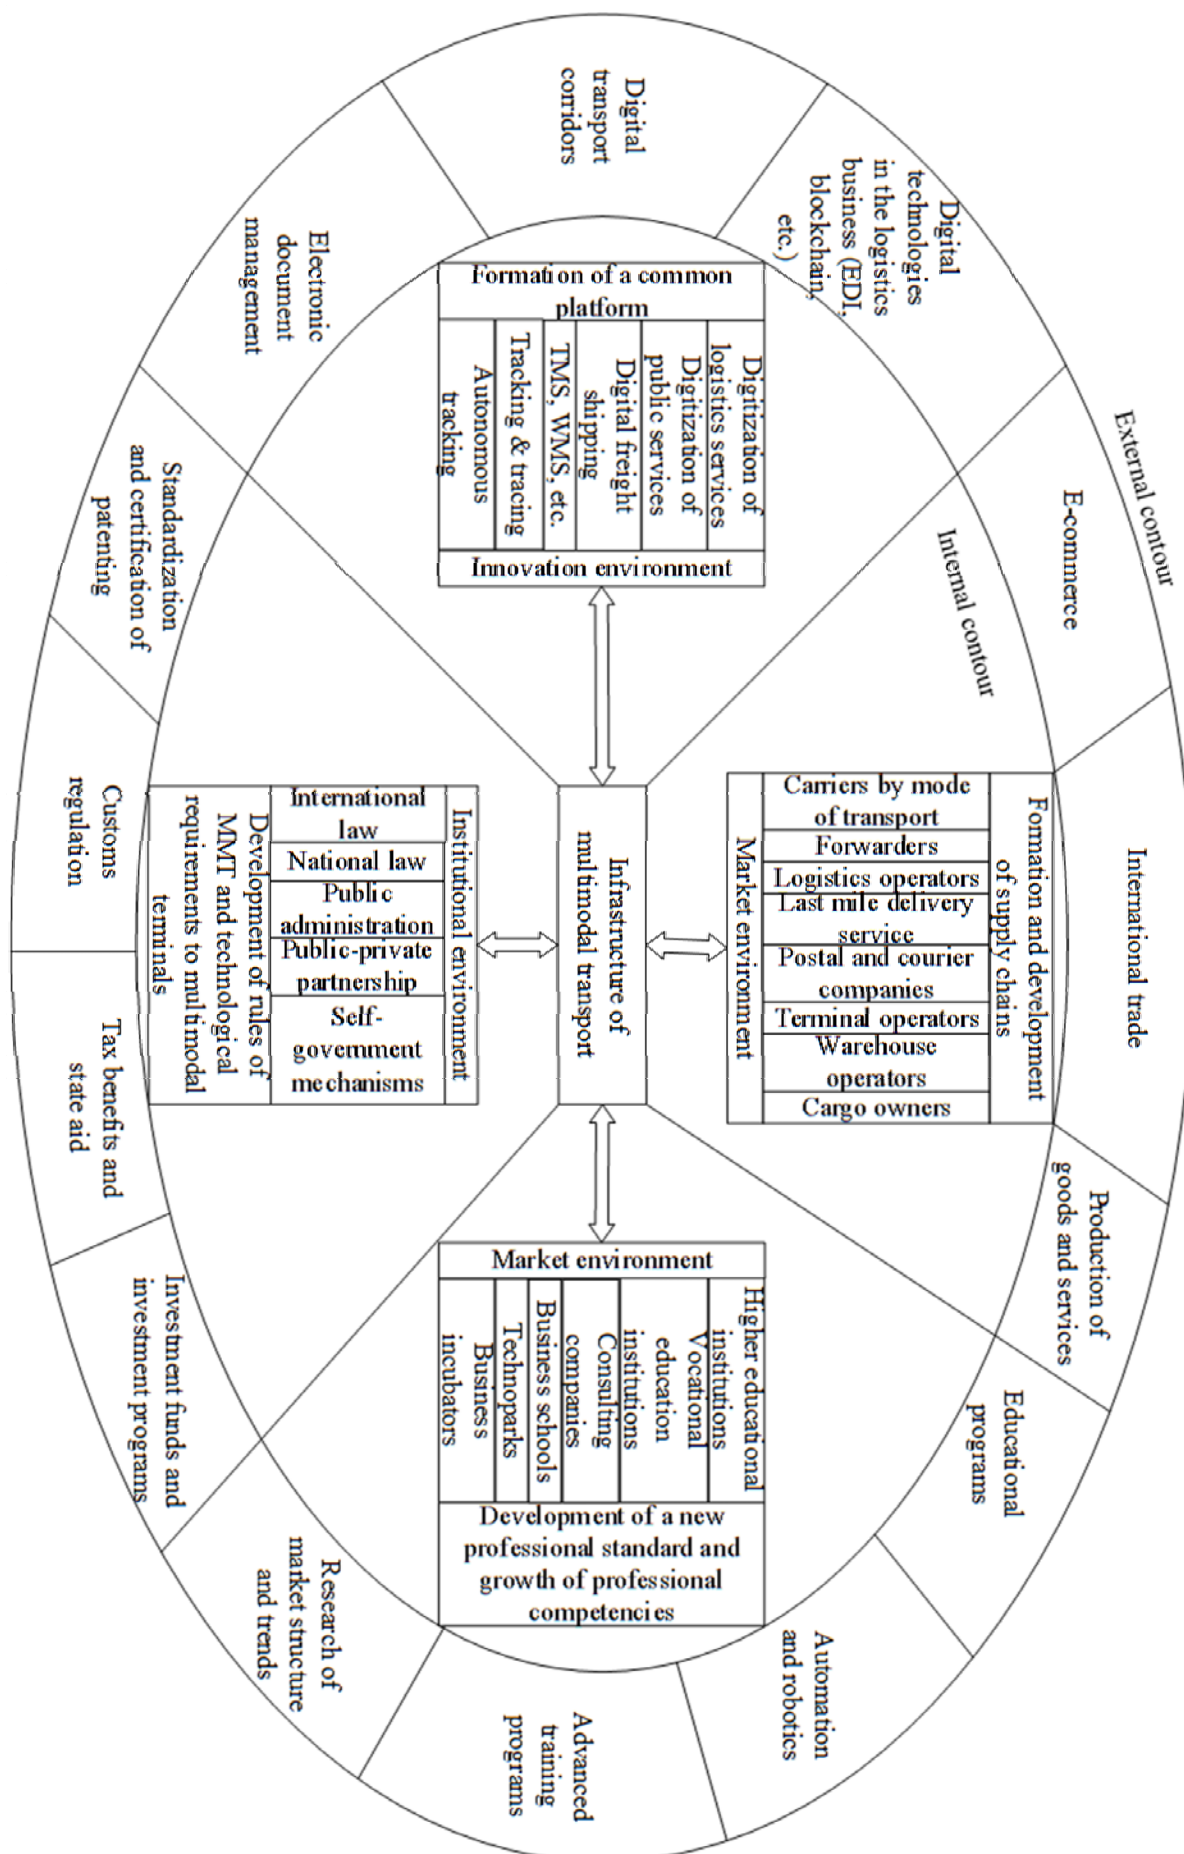 Digital
transport
corridors
Digital
technologies
in the logistics
business (EDI,
blockchain,
etc.)
Electronic
document
management
External contour
E-commerce
Internal contour
Standardization
and certification of
patenting
Formation of a common
platform
Digitization of
logistics services
Digitization of
public services
Digital freight
shipping
TMS, WMS, etc.
Tracking & tracing
Autonomous
tracking
Innovation environment
International trade
Formation and development
of supply chains
Carriers by mode
of transport
Forwarders
Logistics operators
Last mile delivery
service
Postal and courier
companies
Terminal operators
Warehouse
operators
Cargo owners
Market environment
Infrastructure of
multimodal transport
Institutional environment
International
law
National law
Public
administration
Public-private
partnership
Self-
government
mechanisms
Development of rules of
MMT and technological
requirements to multimodal
terminals
Customs
regulation
Tax benefits and
state aid
Production of
goods and services
Market environment
Higher educational
institutions
Vocational
education
institutions
Consulting
companies
Business schools
Technoparks
Business
incubators
Development of a new
professional standard and
growth of professional
competencies
Investment funds and
investment programs
Educational
programs
Research of
market structure
and trends
Automation
and robotics
Advanced
training
programs